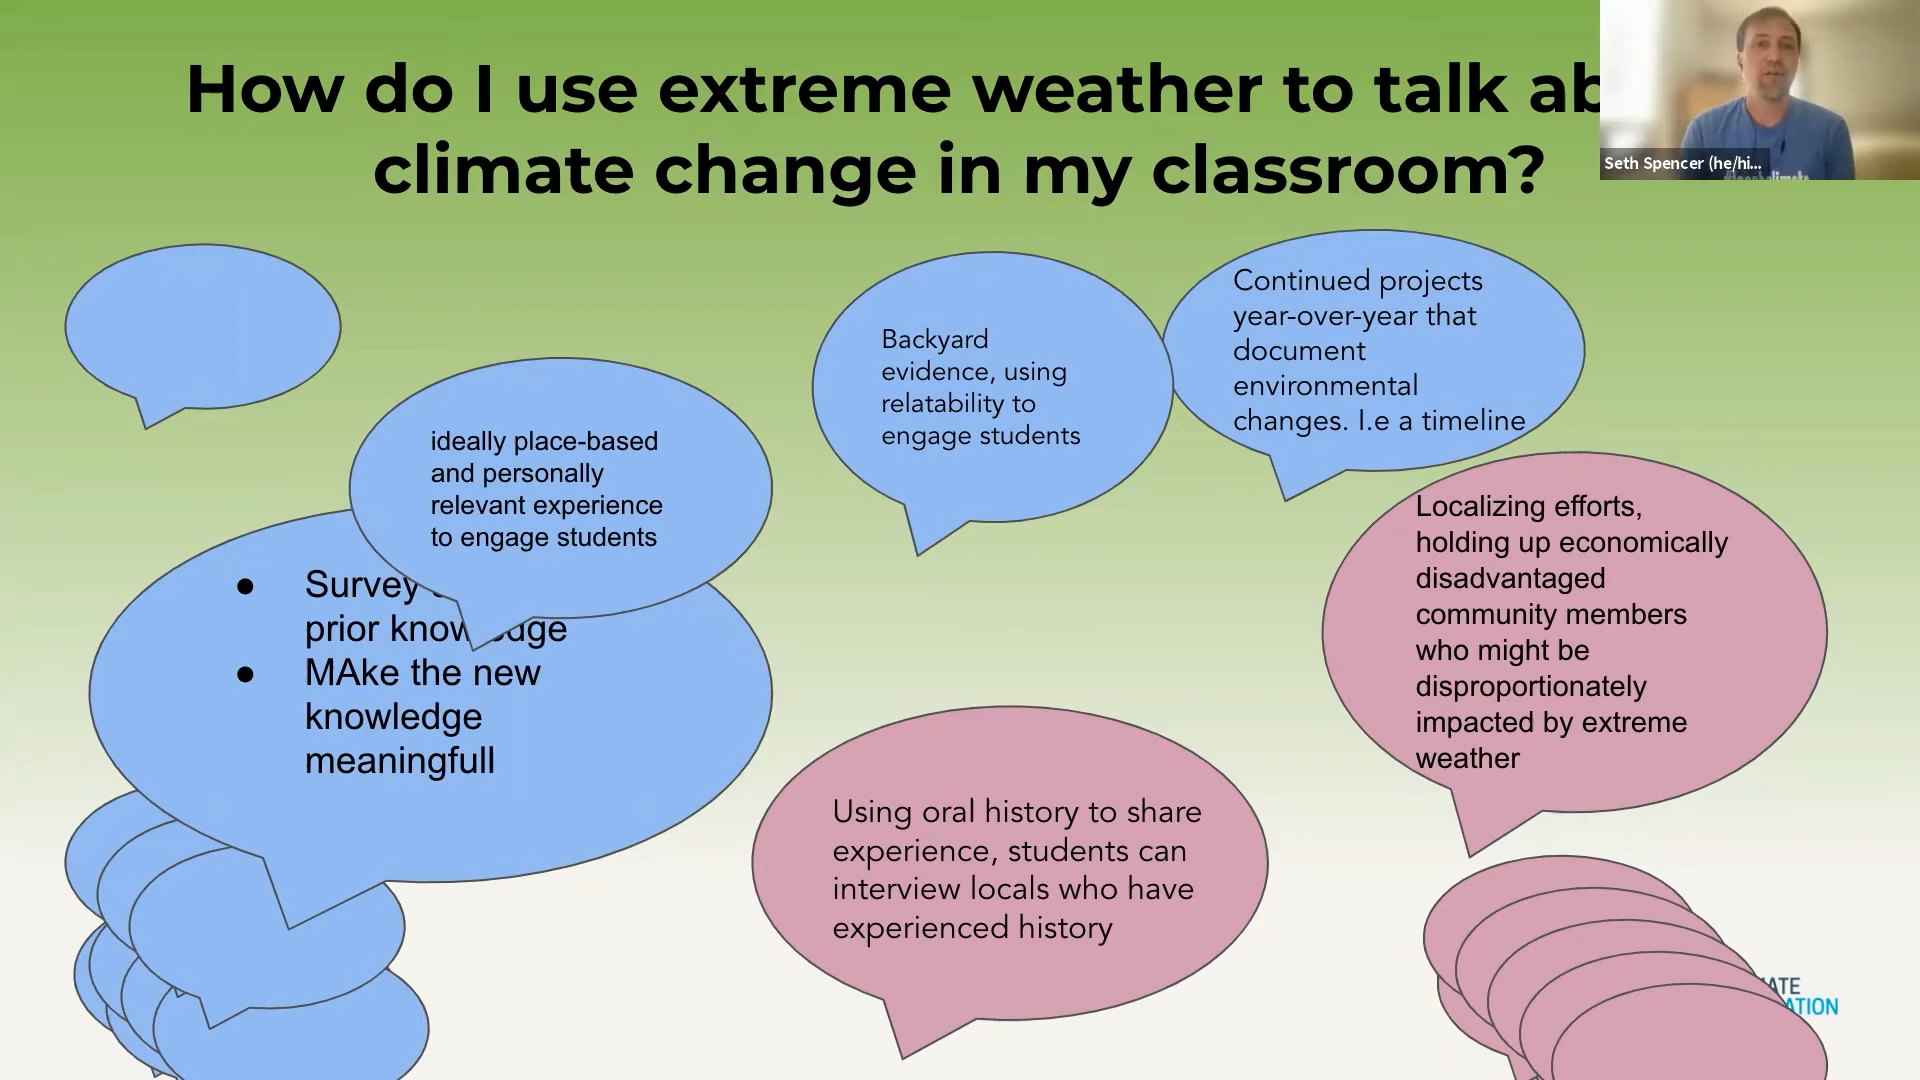 How do I use extreme weather to talk ab
climate change in my classroom?
Seth Spencer (he/hi...
Continued projects
year-over-year that
document
environmental
changes. I.e a timeline
Backyard
evidence, using
relatability to
engage students
ideally place-based
and personally
relevant experience
to engage students
● Survey
prior knowledge
● MAke the new
knowledge
meaningfull
Localizing efforts,
holding up economically
disadvantaged
community members
who might be
disproportionately
impacted by extreme
weather
Using oral history to share
experience, students can
interview locals who have
experienced history
ATE
ATION